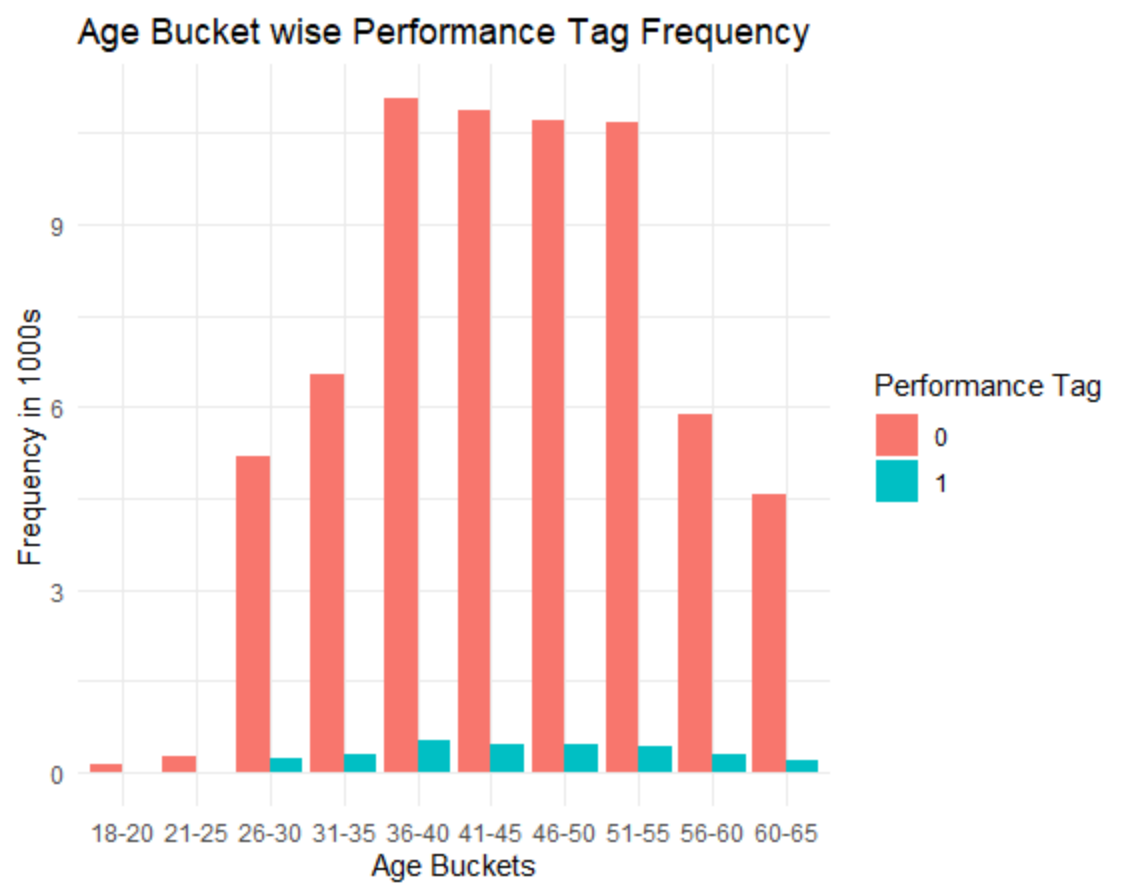 Age Bucket wise Performance Tag Frequency
Frequency in 1000s
9
6
3
0
18-20 21-25 26-30 31-35 36-40 41-45 46-50 51-55 56-60 60-65
Age Buckets
Performance Tag
0
1